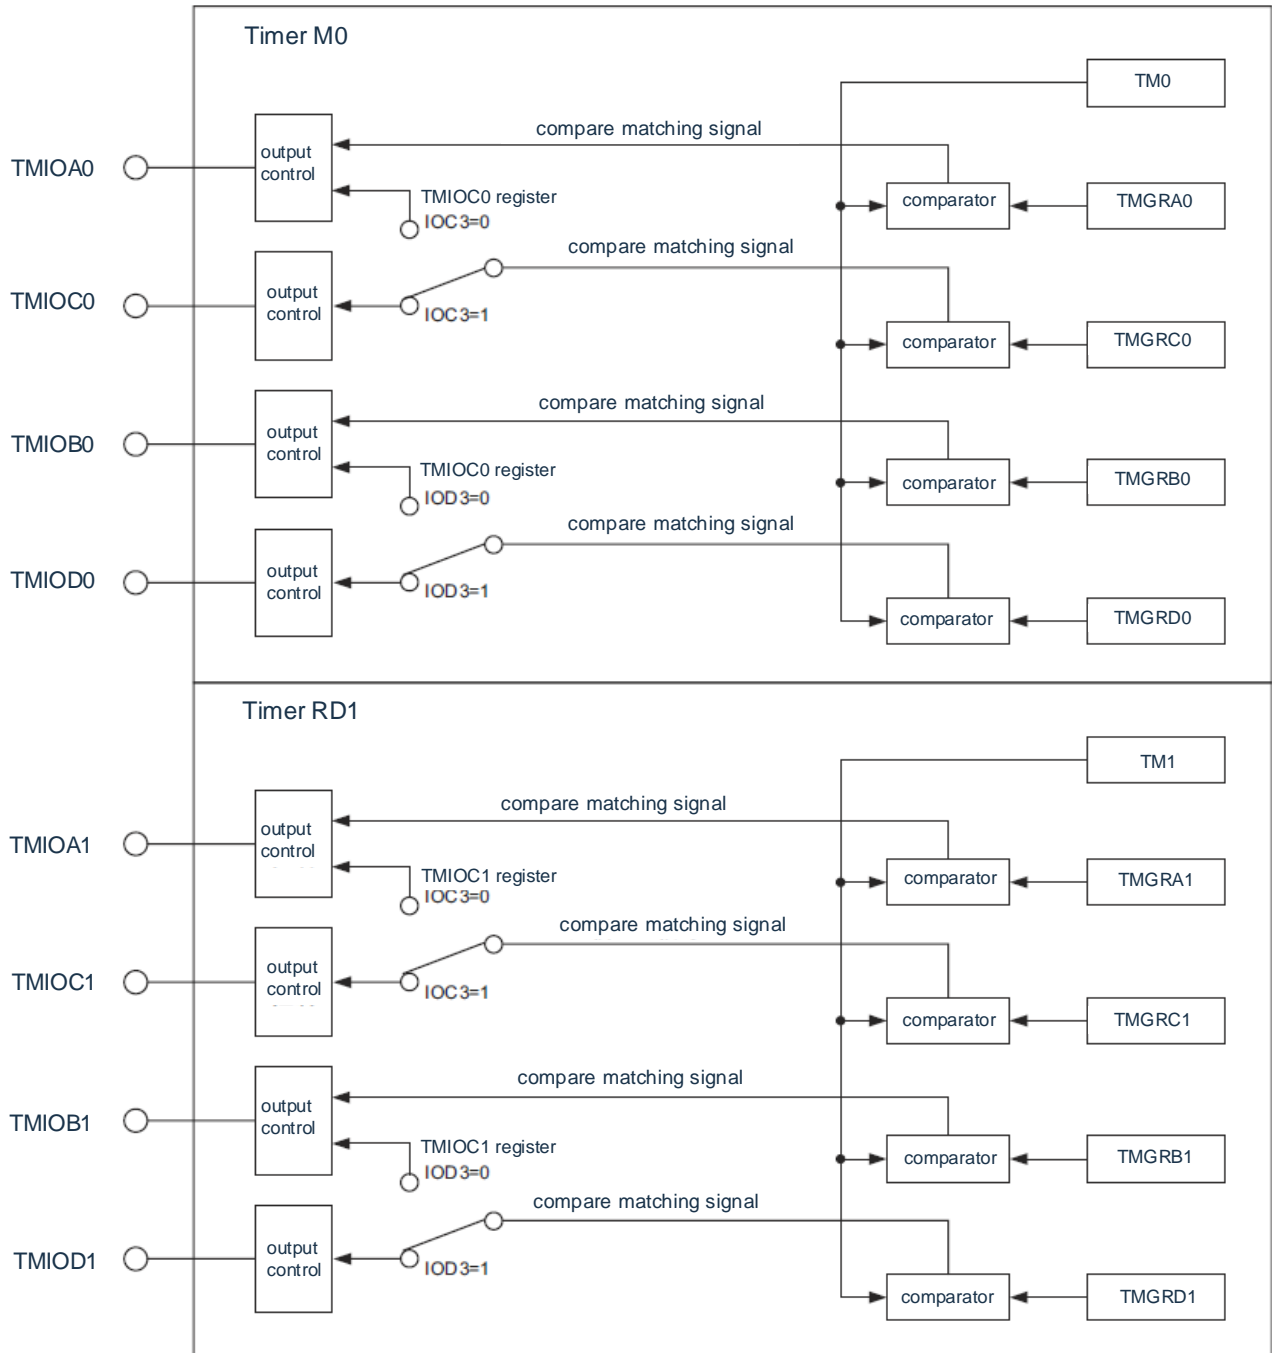 Timer M0
TM0
compare matching signal
output
control
TMIOA0
TMIOC0 register
IOC3=0
comparator
TMGRA0
compare matching signal
TMIOC0
output
control
IOC3=1
comparator
TMGRC0
compare matching signal
TMIOB0
output
control
TMIOC0 register
IOD3=0
comparator
TMGRB0
compare matching signal
TMIOD0
output
control
IOD3=1
comparator
TMGRD0
Timer RD1
TM1
compare matching signal
TMIOA1
output
control
TMIOC1 register
IOC3=0
comparator
TMGRA1
compare matching signal
TMIOC1
output
control
IOC3=1
comparator
TMGRC1
compare matching signal
TMIOB1
output
control
TMIOC1 register
IOD3=0
comparator
TMGRB1
compare matching signal
TMIOD1
output
control
IOD3=1
comparator
TMGRD1